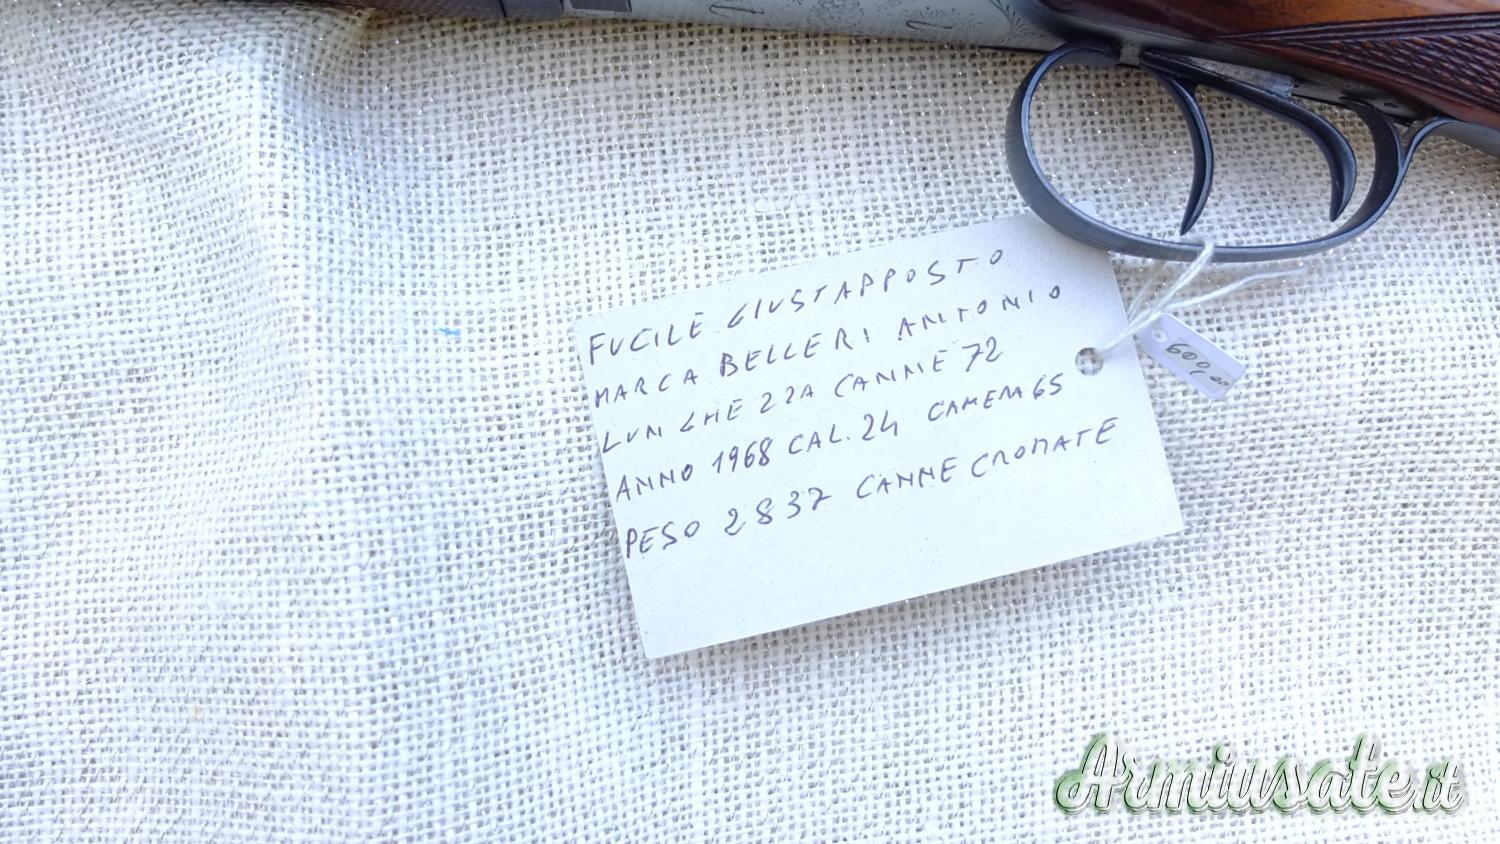 FUCILE GIUSTAPPOSTO
MARCA BELLERI ANTONIO
LUNGHEZZA CANNE 72
ANNO 1968 CAL. 24 CAMERA 65
PESO 2837 CANNE CROMATE
600,00
Armiusate.it